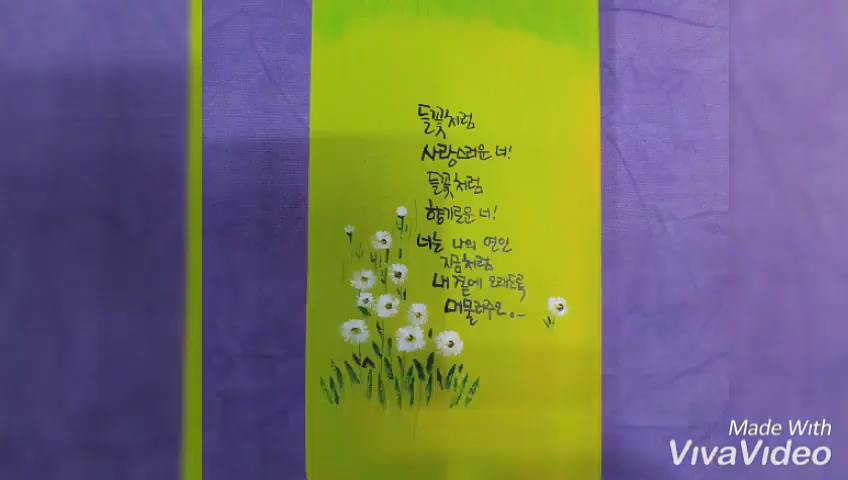 들꽃처럼
사랑스러운 너!
들꽃처럼
향기로운 너!
너는 나의 연인
지금처럼
내 곁에 오래도록
머물러주오
Made With
VivaVideo